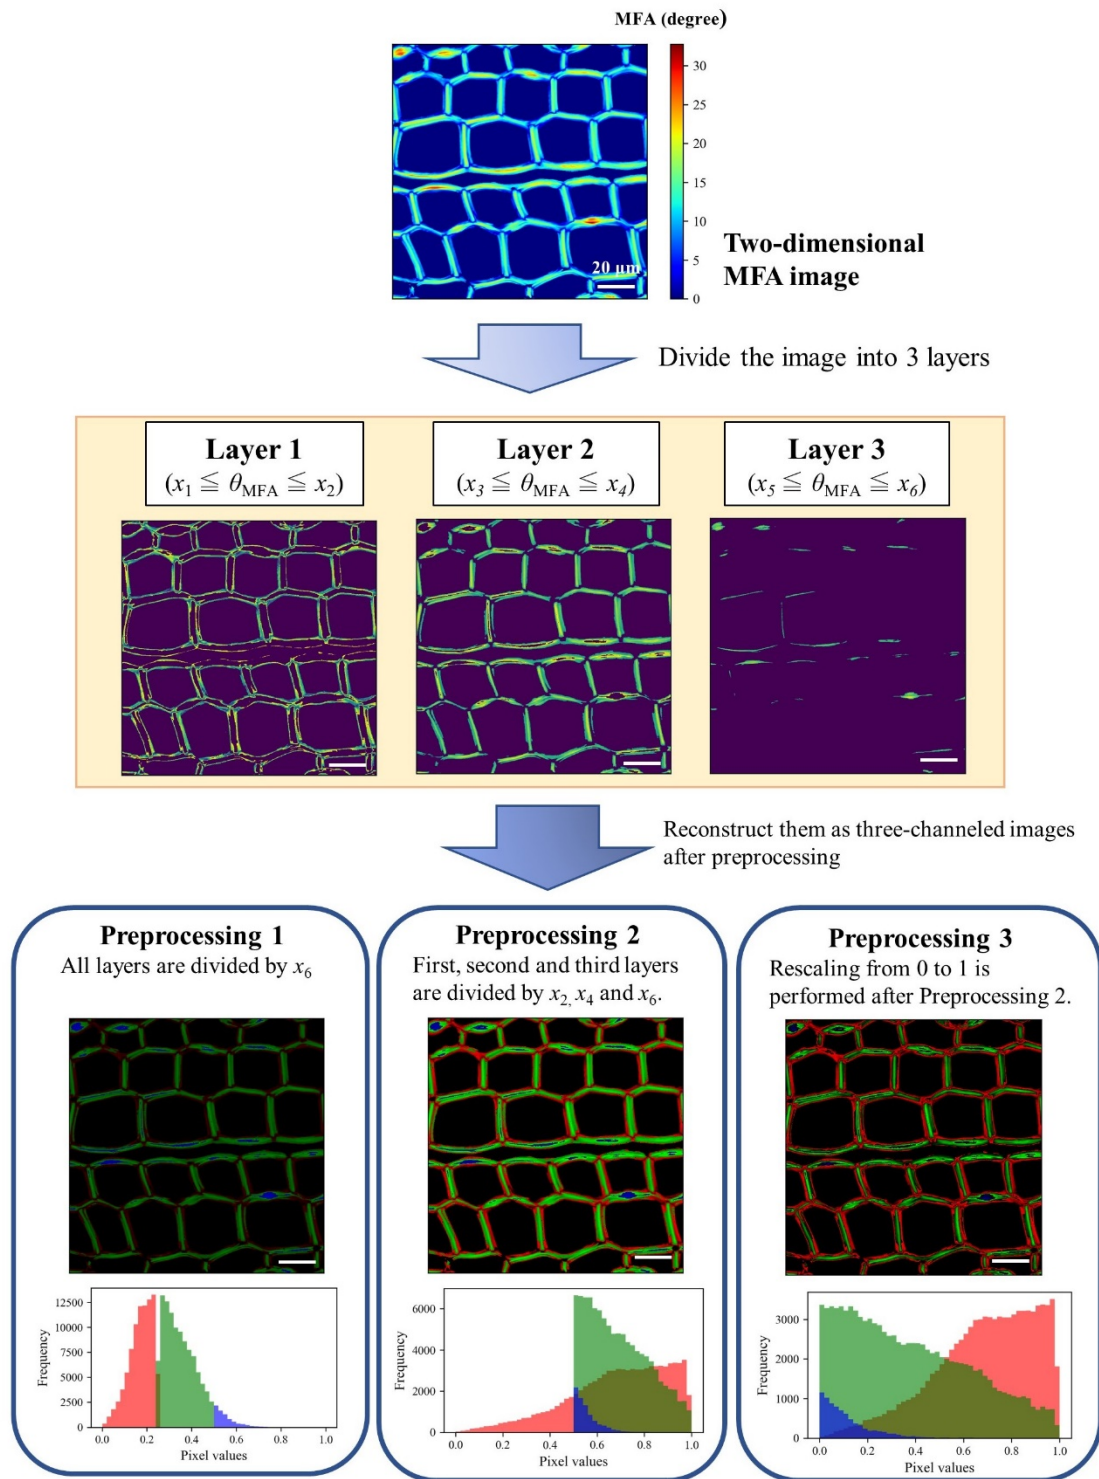 MFA (degree)
30
25
20
15
10
5
0
20 μm
Two-dimensional
MFA image
Divide the image into 3 layers
Layer 1
(x1 ≦ θMFA ≦ x2)
Layer 2
(x3 ≦ θMFA ≦ x4)
Layer 3
(x5 ≦ θMFA ≦ x6)
Reconstruct them as three-channeled images
after preprocessing
Preprocessing 1
All layers are divided by x6
12500
10000
7500
5000
2500
0
Frequency
0.0 0.2 0.4 0.6 0.8 1.0
Pixel values
Preprocessing 2
First, second and third layers
are divided by x2, x4 and x6.
6000
4000
2000
0
Frequency
0.0 0.2 0.4 0.6 0.8 1.0
Pixel values
Preprocessing 3
Rescaling from 0 to 1 is
performed after Preprocessing 2.
3000
2000
1000
0
Frequency
0.0 0.2 0.4 0.6 0.8 1.0
Pixel values